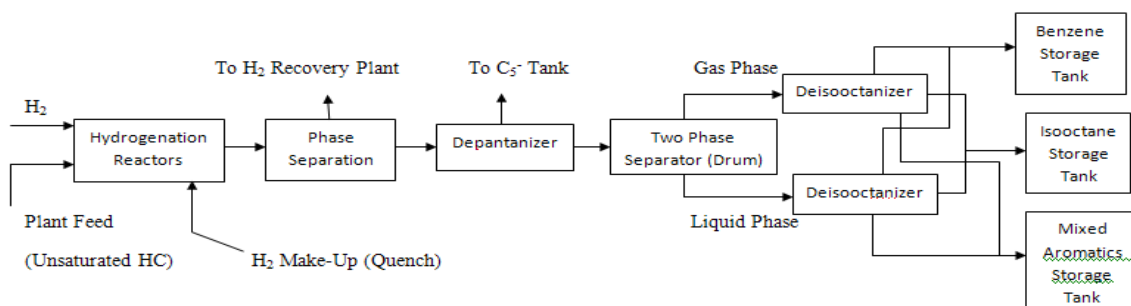 To H2 Recovery Plant
To C5- Tank
Gas Phase
Benzene
Storage
Tank
H2
Hydrogenation
Reactors
Phase
Separation
Depantanizer
Two Phase
Separator (Drum)
Deisooctanizer
Isooctane
Storage
Tank
Deisooctanizer
Plant Feed
(Unsaturated HC)
H2 Make-Up (Quench)
Liquid Phase
Mixed
Aromatics
Storage
Tank